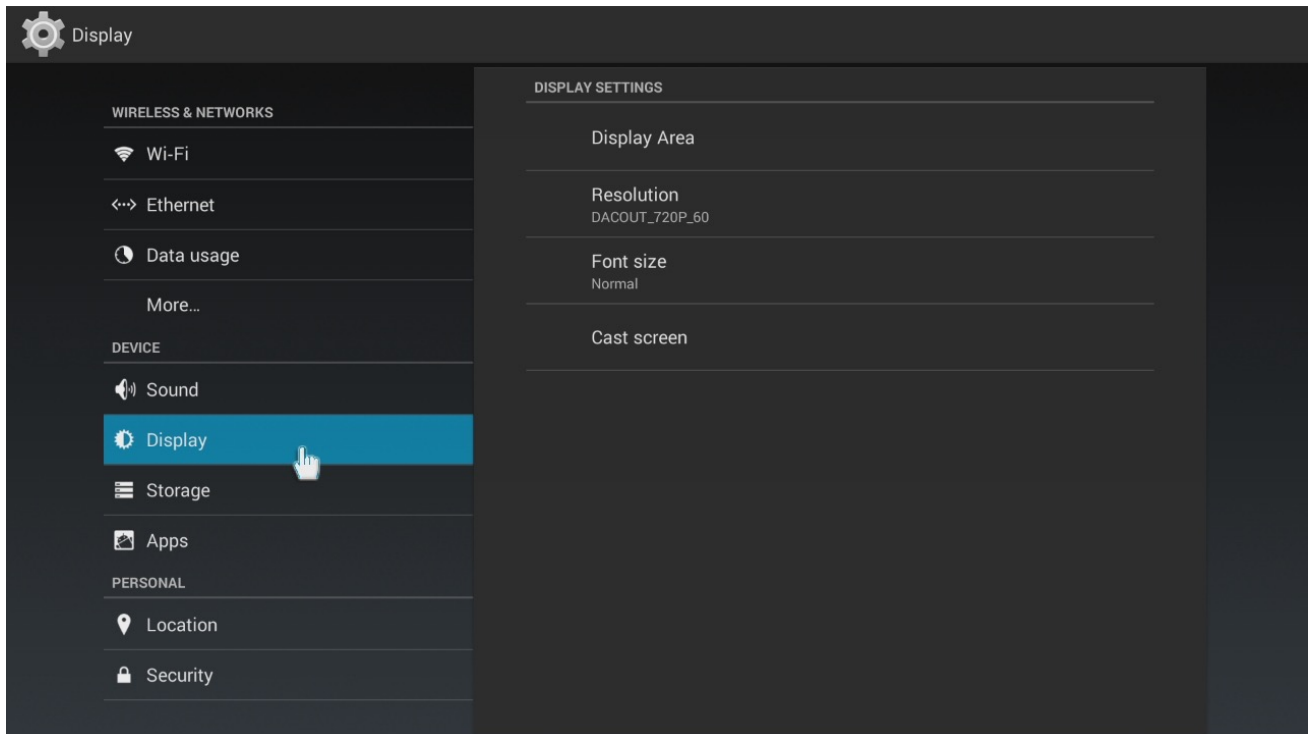 Display
WIRELESS & NETWORKS
Wi-Fi
Ethernet
Data usage
More...
DEVICE
Sound
Display
Storage
Apps
PERSONAL
Location
Security
DISPLAY SETTINGS
Display Area
Resolution
DACOUT_720P_60
Font size
Normal
Cast screen